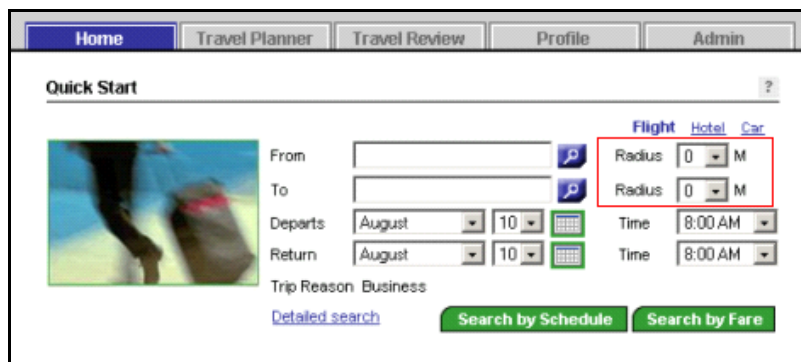 Home Travel Planner Travel Review Profile Admin
Quick Start ?
Flight Hotel Car
From Radius 0 M
To Radius 0 M
Departs August 10 Time 8:00 AM
Return August 10 Time 8:00 AM
Trip Reason Business
Detailed search Search by Schedule Search by Fare